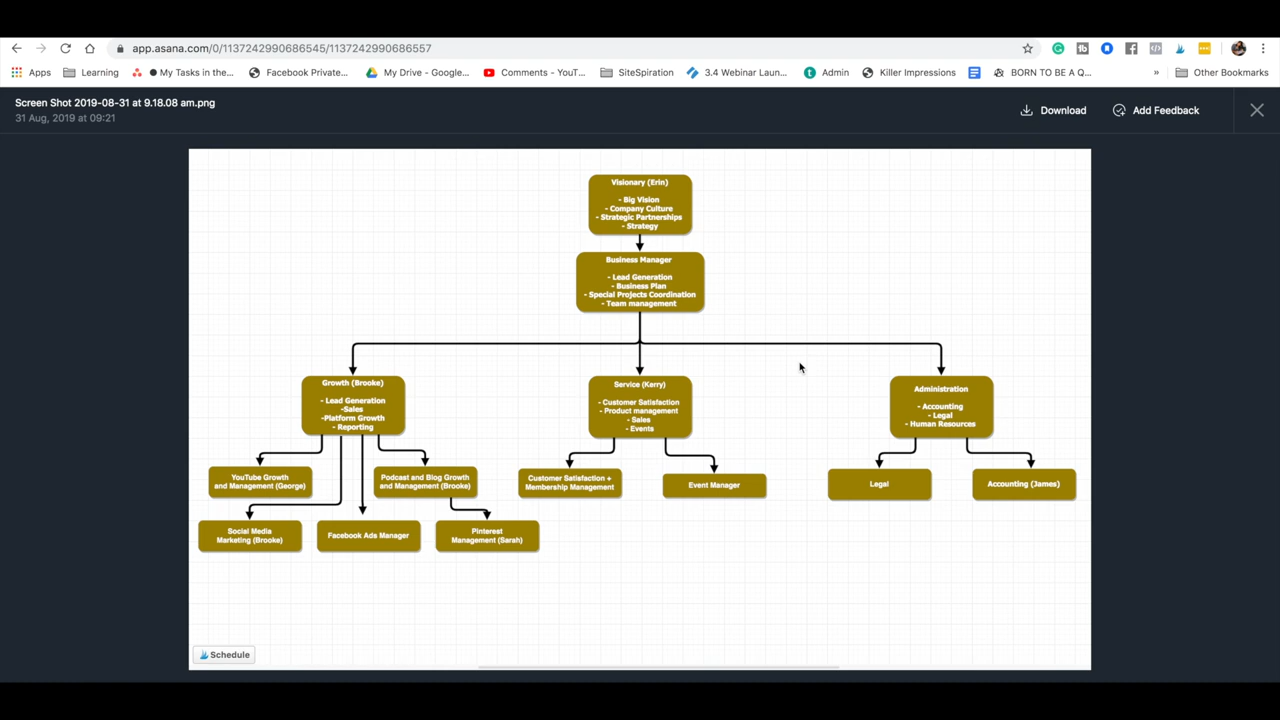 app.asana.com/0/1137242990686545/1137242990686557
Apps
Learning
My Tasks in the...
Facebook Private...
My Drive - Google...
Comments - YouT...
SiteSpiration
3.4 Webinar Laun...
Admin
Killer Impressions
BORN TO BE A Q...
»
Other Bookmarks
Screen Shot 2019-08-31 at 9.18.08 am.png
31 Aug, 2019 at 09:21
Download
Add Feedback
Visionary (Erin)
- Big Vision
- Company Culture
- Strategic Partnerships
- Strategy
Business Manager
- Lead Generation
- Business Plan
- Special Projects Coordination
- Team management
Growth (Brooke)
- Lead Generation
-Sales
-Platform Growth
- Reporting
Service (Kerry)
- Customer Satisfaction
- Product management
- Sales
- Events
Administration
- Accounting
- Legal
- Human Resources
YouTube Growth
and Management (George)
Podcast and Blog Growth
and Management (Brooke)
Customer Satisfaction +
Membership Management
Event Manager
Legal
Accounting (James)
Social Media
Marketing (Brooke)
Facebook Ads Manager
Pinterest
Management (Sarah)
Schedule